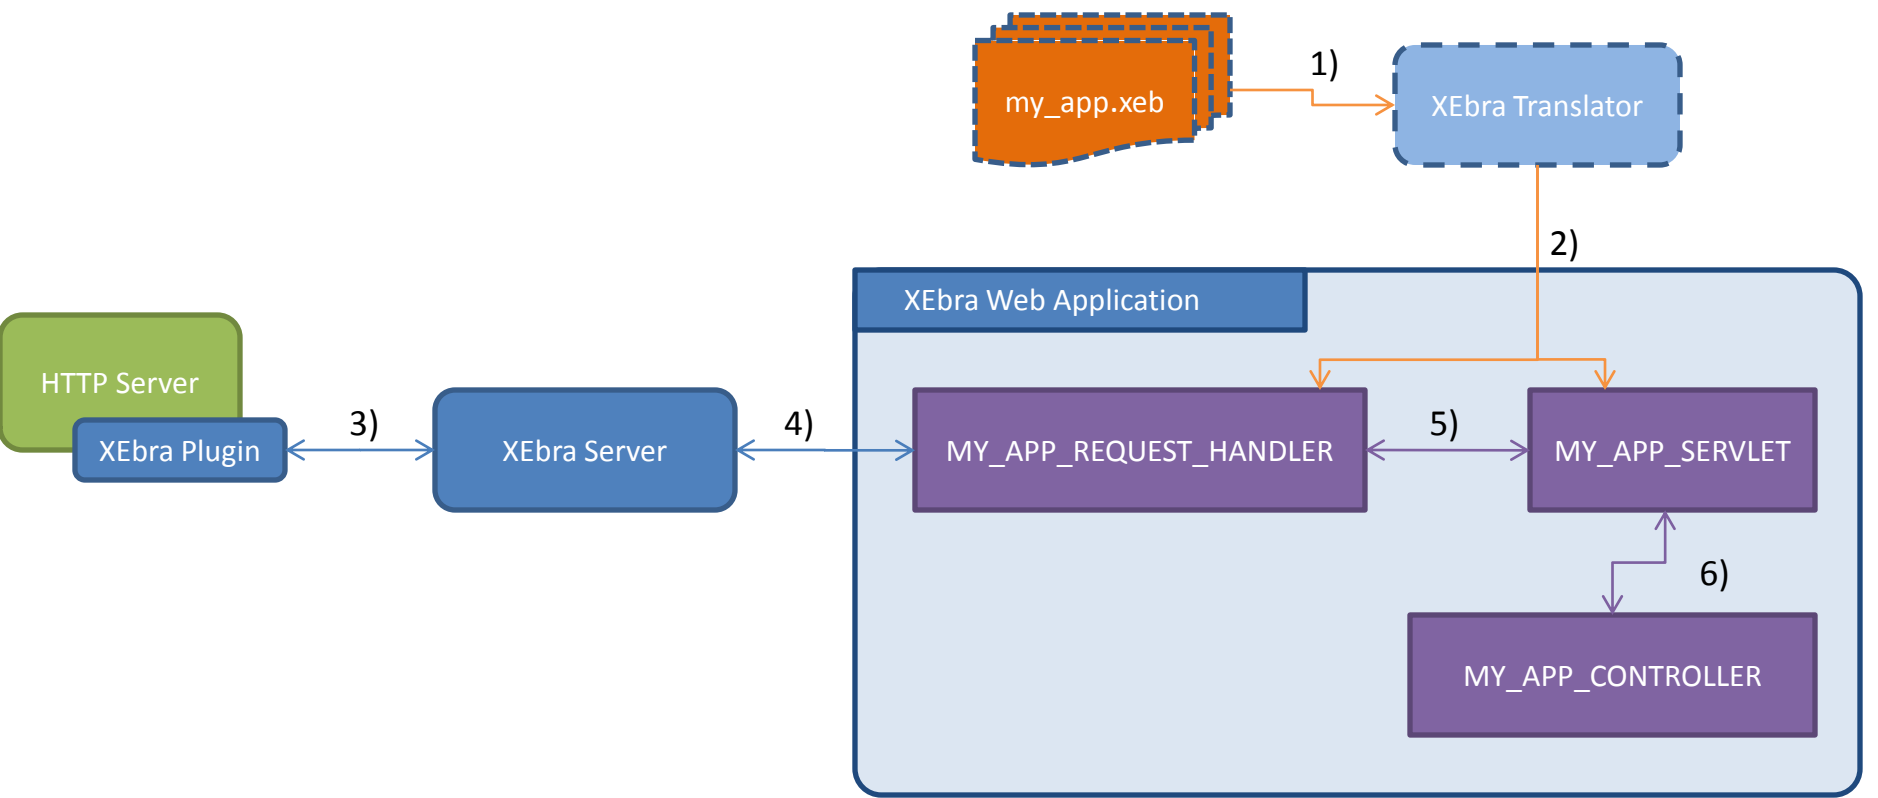 my_app.xeb
1)
XEbra Translator
2)
XEbra Web Application
HTTP Server
XEbra Plugin
3)
XEbra Server
4)
MY_APP_REQUEST_HANDLER
5)
MY_APP_SERVLET
6)
MY_APP_CONTROLLER